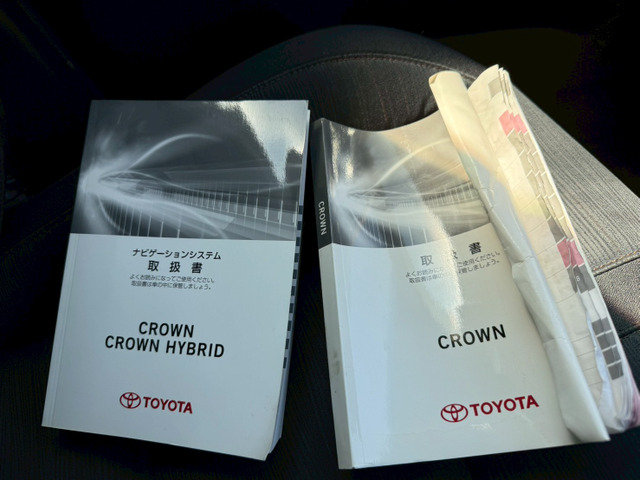 ナビゲーションシステム
取扱書
よくお読みになってご使用ください。
取扱書は車の中に保管しましょう。
CROWN
CROWN HYBRID
TOYOTA
CROWN
取扱書
よくお読みになってご使用ください。
取扱書は車の中に保管しましょう。
CROWN
TOYOTA